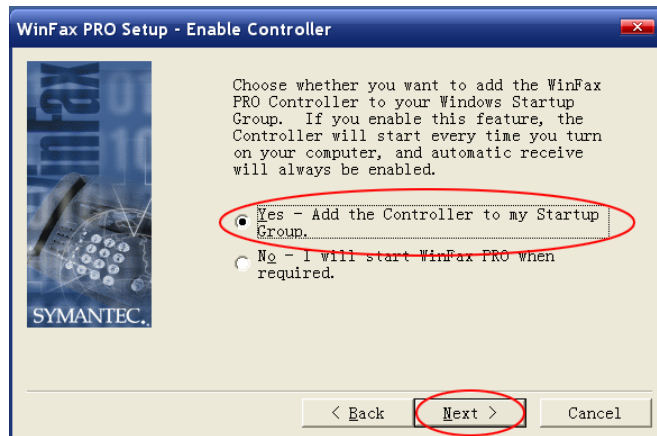 WinFax PRO Setup - Enable Controller
WinFax
Choose whether you want to add the WinFax
PRO Controller to your Windows Startup
Group. If you enable this feature, the
Controller will start every time you turn
on your computer, and automatic receive
will always be enabled.
Yes - Add the Controller to my Startup
Group.
No - I will start WinFax PRO when
required.
SYMANTEC.
< Back
Next >
Cancel